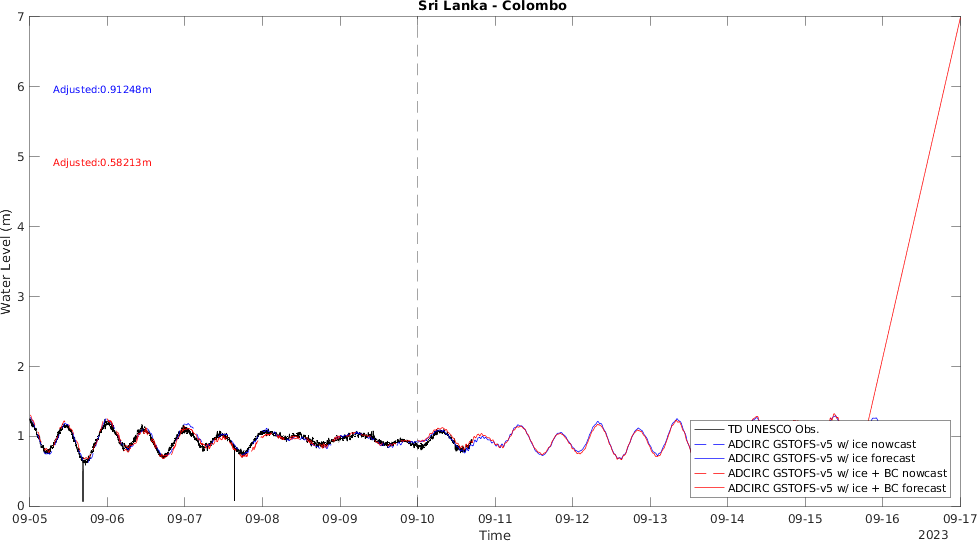 Sri Lanka - Colombo
7
6
5
4
3
2
1
0
Water Level (m)
Adjusted:0.91248m
Adjusted:0.58213m
TD UNESCO Obs.
ADCIRC GSTOFS-v5 w/ ice nowcast
ADCIRC GSTOFS-v5 w/ ice forecast
ADCIRC GSTOFS-v5 w/ ice + BC nowcast
ADCIRC GSTOFS-v5 w/ ice + BC forecast
09-05 09-06 09-07 09-08 09-09 09-10 09-11 09-12 09-13 09-14 09-15 09-16 09-17
Time
2023